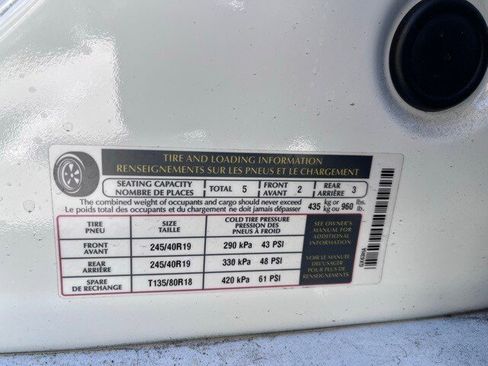 TIRE AND LOADING INFORMATION
RENSEIGNEMENTS SUR LES PNEUS ET LE CHARGEMENT
SEATING CAPACITY
NOMBRE DE PLACES
TOTAL 5
FRONT
AVANT 2
REAR
ARRIÈRE 3
The combined weight of occupants and cargo should never exceed
Le poids total des occupants et du chargement ne doit jamais dépasser
435 kg or 960 lbs.
kg ou lb.
TIRE
PNEU
SIZE
TAILLE
COLD TIRE PRESSURE
PRESSION DES
PNEUS À FROID
FRONT
AVANT
245/40R19
290 kPa 43 PSI
REAR
ARRIÈRE
245/40R19
330 kPa 48 PSI
SPARE
DE RECHANGE
T135/80R18
420 kPa 61 PSI
SEE OWNER'S
MANUAL FOR
ADDITIONAL
INFORMATION
VOIR LE MANUEL
DE L'USAGER
POUR PLUS DE
RENSEIGNEMENTS